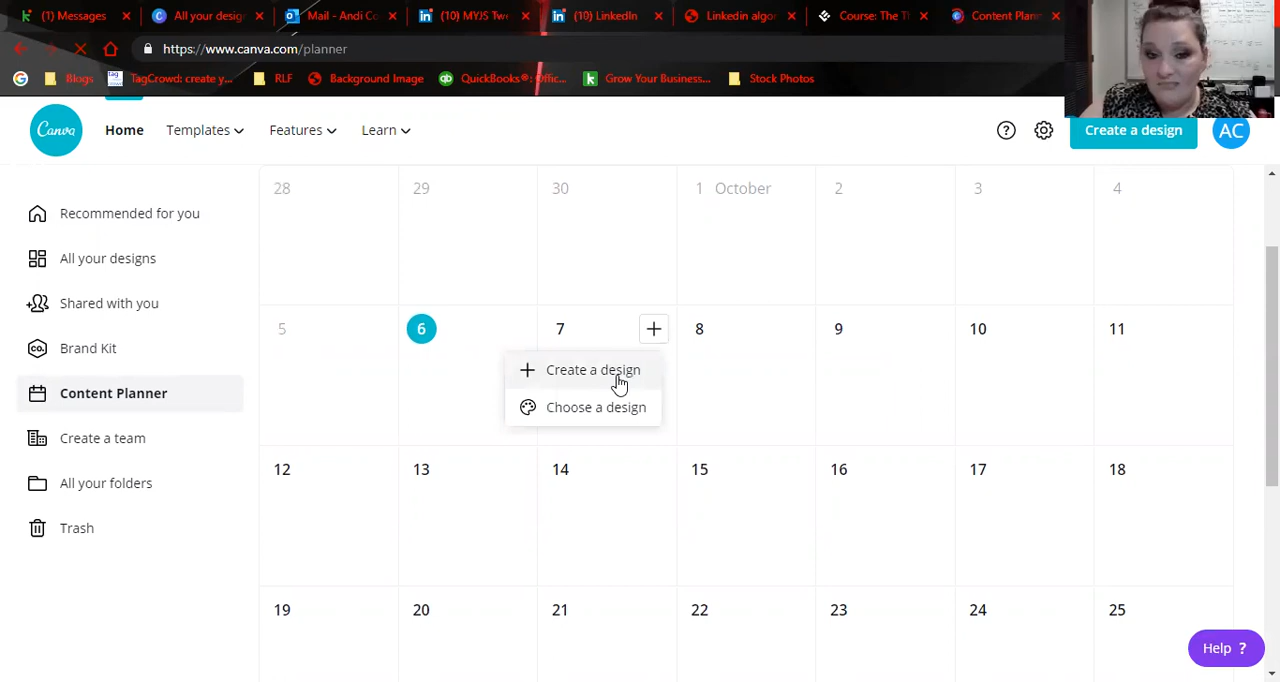 (1) Messages
All your desig
Mail - Andi Co
(10) MYJS Tw
(10) LinkedIn
Linkedin algo
Course: The T
Content Plann
https://www.canva.com/planner
Blogs
TagCrowd: create y...
RLF
Background Image
QuickBooks®: Offic...
Grow Your Business...
Stock Photos
Canva
Home
Templates
Features
Learn
?
Create a design
AC
Recommended for you
All your designs
Shared with you
Brand Kit
Content Planner
Create a team
All your folders
Trash
28 29 30 1 October 2 3 4
5 6 7 8 9 10 11
Create a design
Choose a design
12 13 14 15 16 17 18
19 20 21 22 23 24 25
Help ?